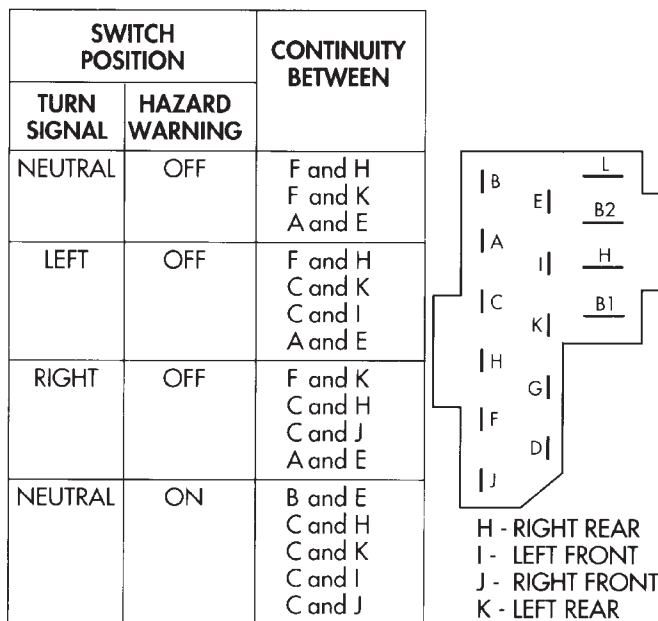 SWITCH POSITION
CONTINUITY BETWEEN
TURN SIGNAL
HAZARD WARNING
NEUTRAL OFF F and H
F and K
A and E
LEFT OFF F and H
C and K
C and I
A and E
RIGHT OFF F and K
C and H
C and J
A and E
NEUTRAL ON B and E
C and H
C and K
C and I
C and J
B
E
L
B2
A
I
H
C
K
B1
H
G
F
D
J
H - RIGHT REAR
I - LEFT FRONT
J - RIGHT FRONT
K - LEFT REAR